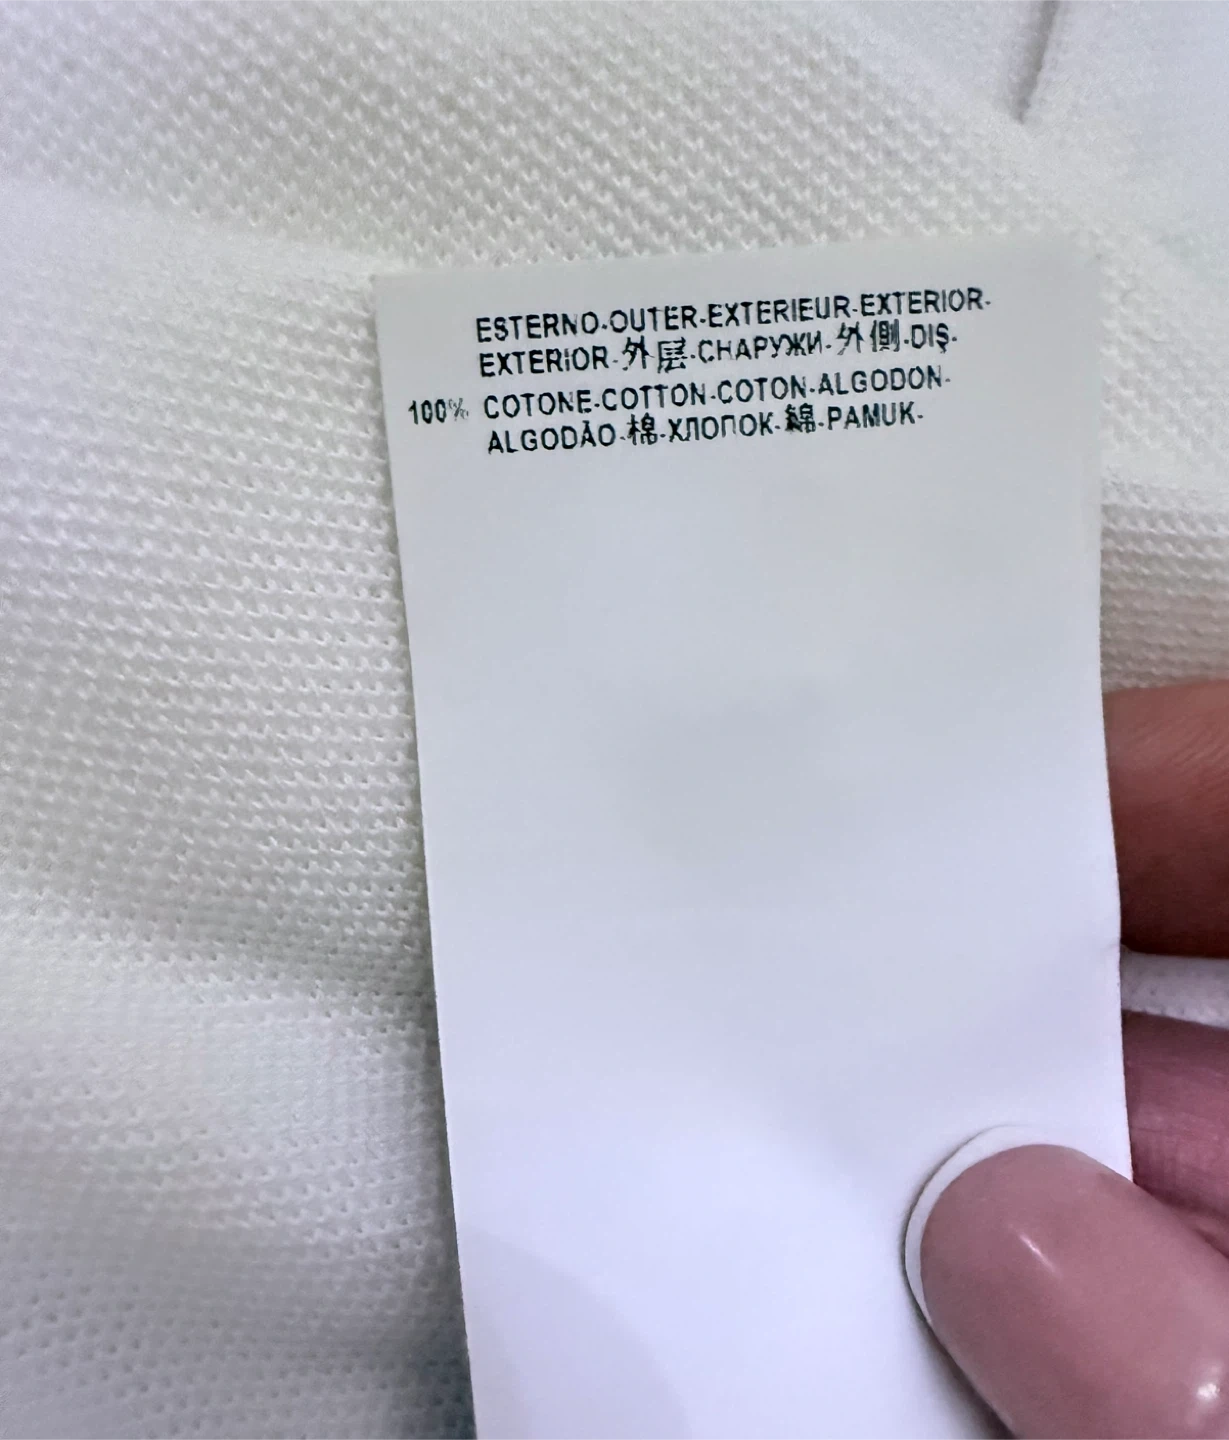 ESTERNO-OUTER-EXTERIEUR-EXTERIOR-
EXTERIOR-外层-СНАРУЖИ-外側-DIŞ-
100% COTONE-COTTON-COTON-ALGODON-
ALGODÃO-棉-ХЛОПОК-綿-PAMUK-